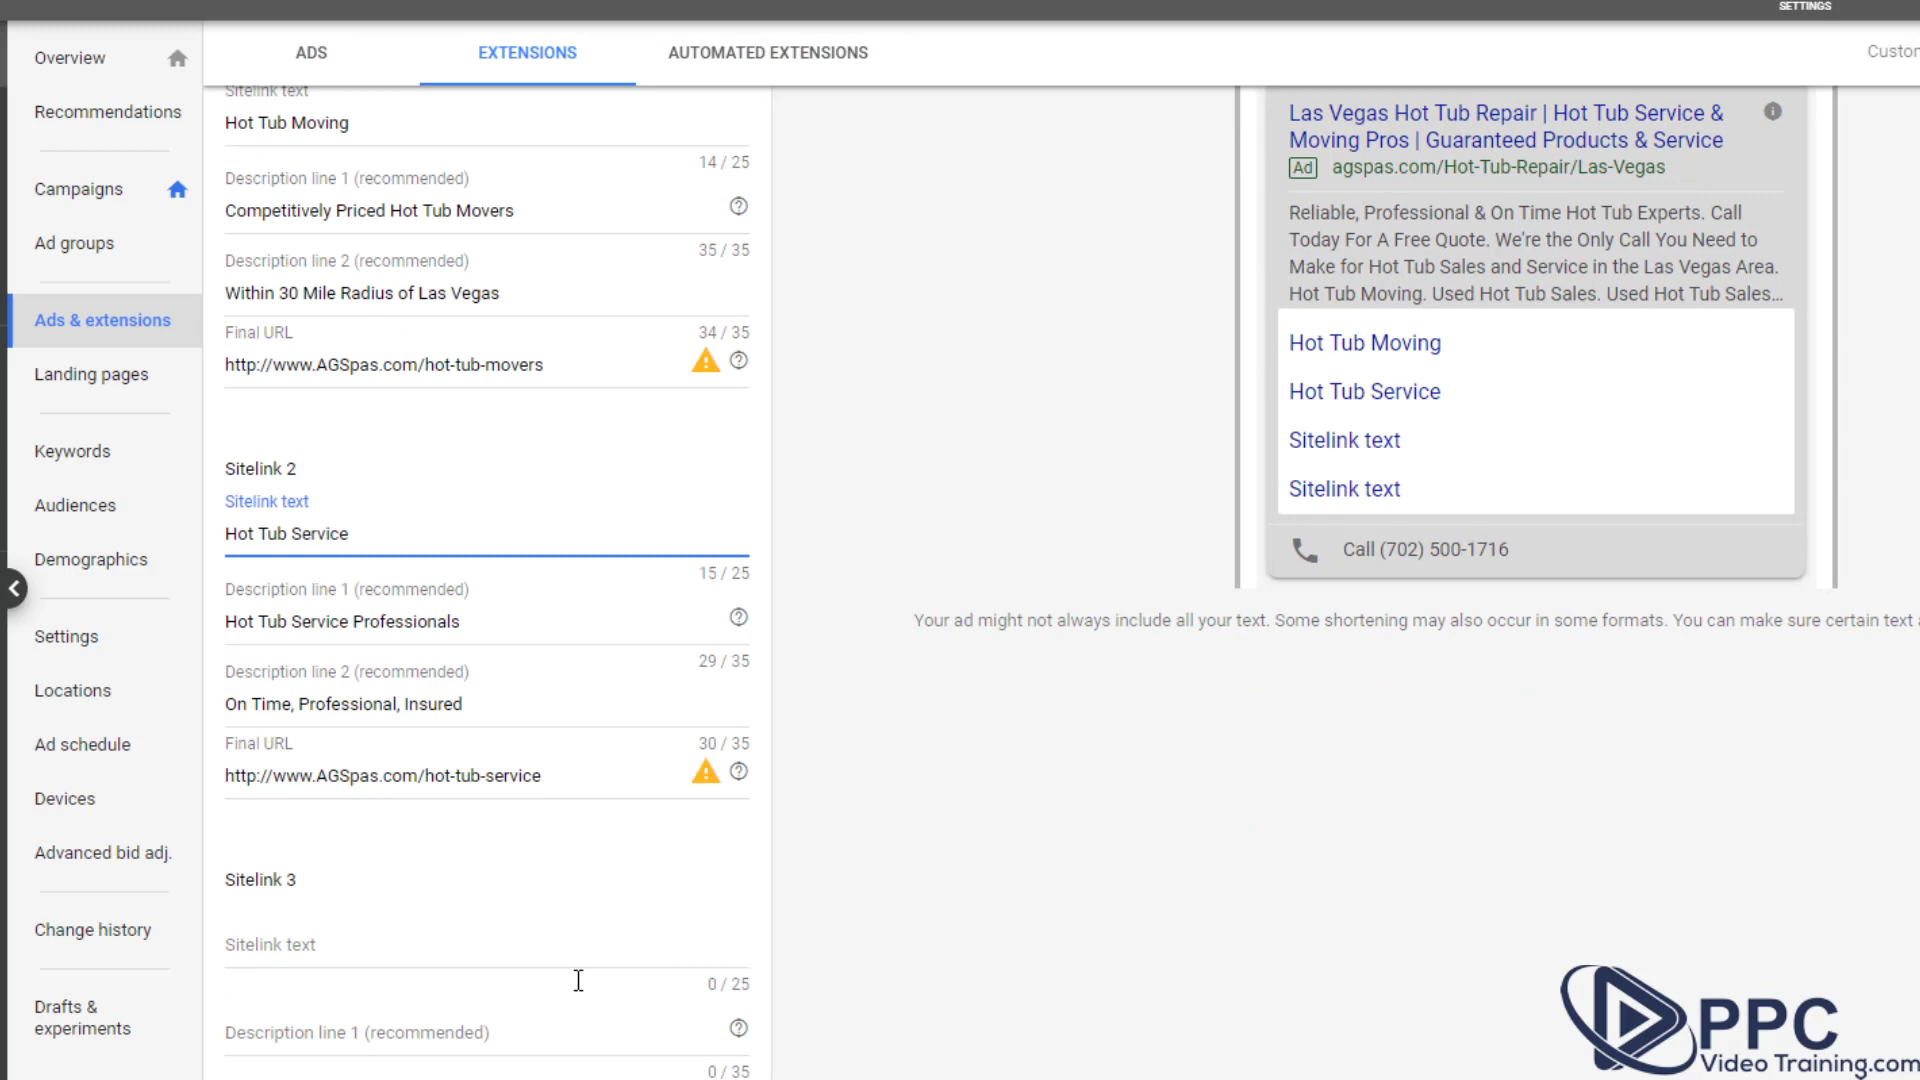 SETTINGS
Overview
Recommendations
Campaigns
Ad groups
Ads & extensions
Landing pages
Keywords
Audiences
Demographics
Settings
Locations
Ad schedule
Devices
Advanced bid adj.
Change history
Drafts &
experiments
ADS
EXTENSIONS
AUTOMATED EXTENSIONS
Sitelink text
Hot Tub Moving
14 / 25
Description line 1 (recommended)
Competitively Priced Hot Tub Movers
35 / 35
Description line 2 (recommended)
Within 30 Mile Radius of Las Vegas
34 / 35
Final URL
http://www.AGSpas.com/hot-tub-movers
Sitelink 2
Sitelink text
Hot Tub Service
15 / 25
Description line 1 (recommended)
Hot Tub Service Professionals
29 / 35
Description line 2 (recommended)
On Time, Professional, Insured
30 / 35
Final URL
http://www.AGSpas.com/hot-tub-service
Sitelink 3
Sitelink text
0 / 25
Description line 1 (recommended)
0 / 35
Las Vegas Hot Tub Repair | Hot Tub Service &
Moving Pros | Guaranteed Products & Service
Ad agspas.com/Hot-Tub-Repair/Las-Vegas
Reliable, Professional & On Time Hot Tub Experts. Call
Today For A Free Quote. We're the Only Call You Need to
Make for Hot Tub Sales and Service in the Las Vegas Area.
Hot Tub Moving. Used Hot Tub Sales. Used Hot Tub Sales...
Hot Tub Moving
Hot Tub Service
Sitelink text
Sitelink text
Call (702) 500-1716
Your ad might not always include all your text. Some shortening may also occur in some formats. You can make sure certain text
PPC
Video Training.com